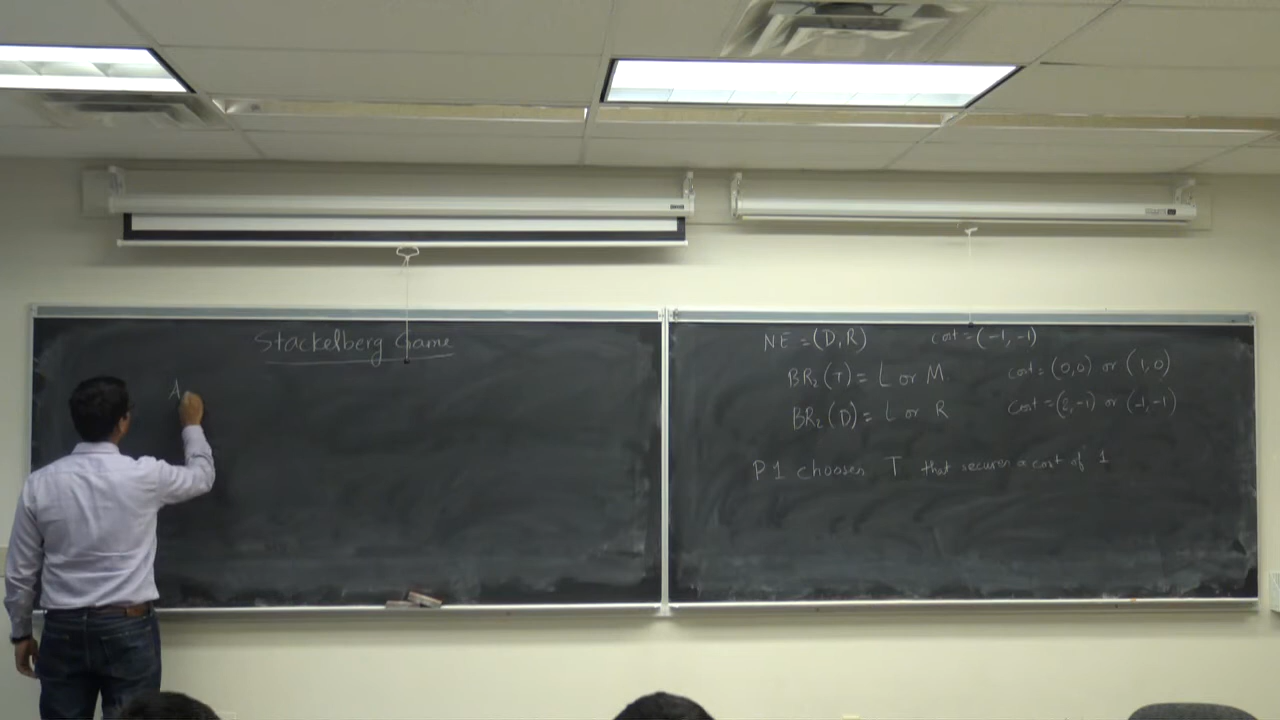 Stackelberg Game
A
NE = (D, R) cost = (-1, -1)
BR₂(T) = L or M cost = (0,0) or (1,0)
BR₂(D) = L or R cost = (2,-1) or (-1,-1)
P1 chooses T that secures a cost of 1